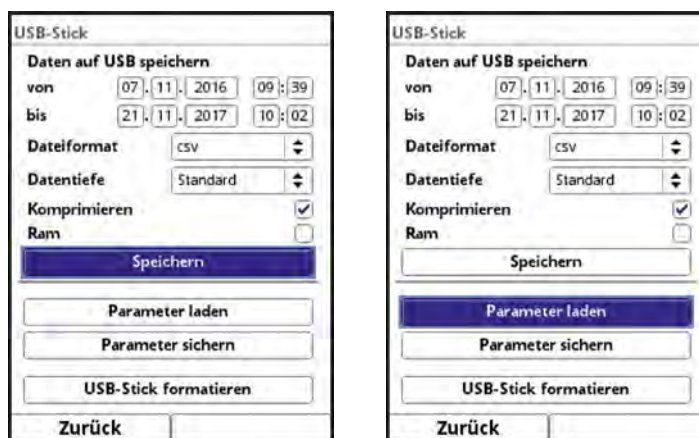 USB-Stick
Daten auf USB speichern
von 07. 11. 2016 09:39
bis 21. 11. 2017 10:02
Dateiformat csv
Datentiefe Standard
Komprimieren
Ram
Speichern
Parameter laden
Parameter sichern
USB-Stick formatieren
Zurück
USB-Stick
Daten auf USB speichern
von 07. 11. 2016 09:39
bis 21. 11. 2017 10:02
Dateiformat csv
Datentiefe Standard
Komprimieren
Ram
Speichern
Parameter laden
Parameter sichern
USB-Stick formatieren
Zurück